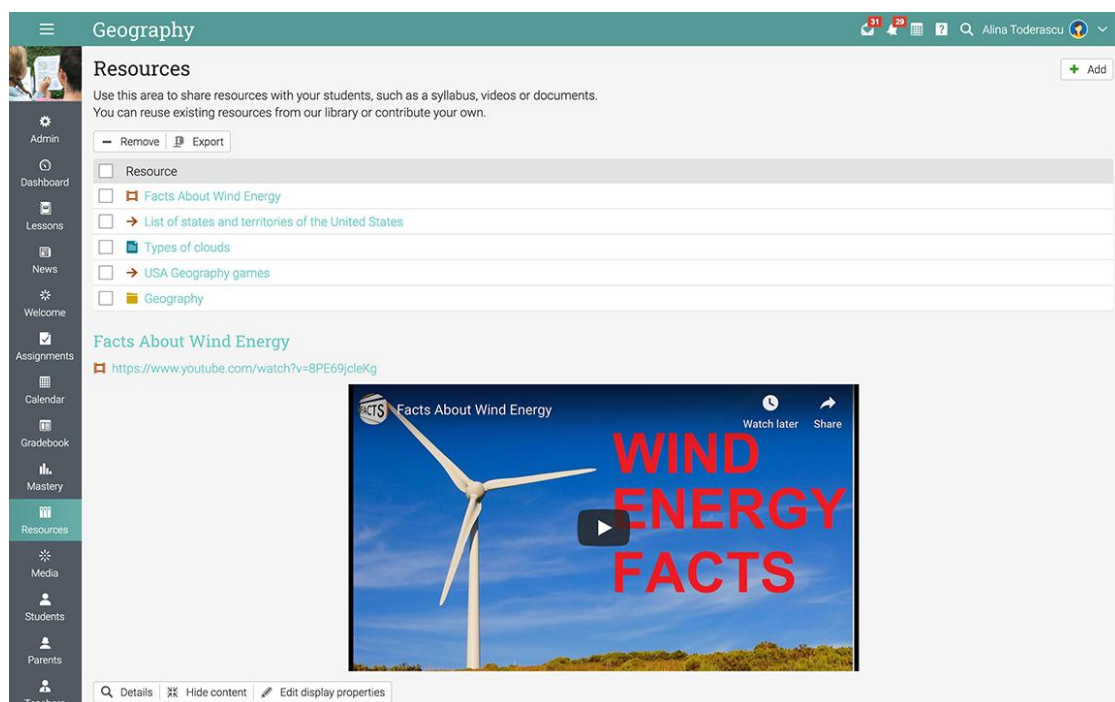 Geography
31
29
?
Alina Toderascu
Resources
+ Add
Use this area to share resources with your students, such as a syllabus, videos or documents.
You can reuse existing resources from our library or contribute your own.
Remove
Export
Resource
Facts About Wind Energy
List of states and territories of the United States
Types of clouds
USA Geography games
Geography
Admin
Dashboard
Lessons
News
Welcome
Assignments
Calendar
Gradebook
Mastery
Resources
Media
Students
Parents
Facts About Wind Energy
https://www.youtube.com/watch?v=8PE69jcleKg
FACTS
Facts About Wind Energy
Watch later
Share
WIND
ENERGY
FACTS
Details
Hide content
Edit display properties